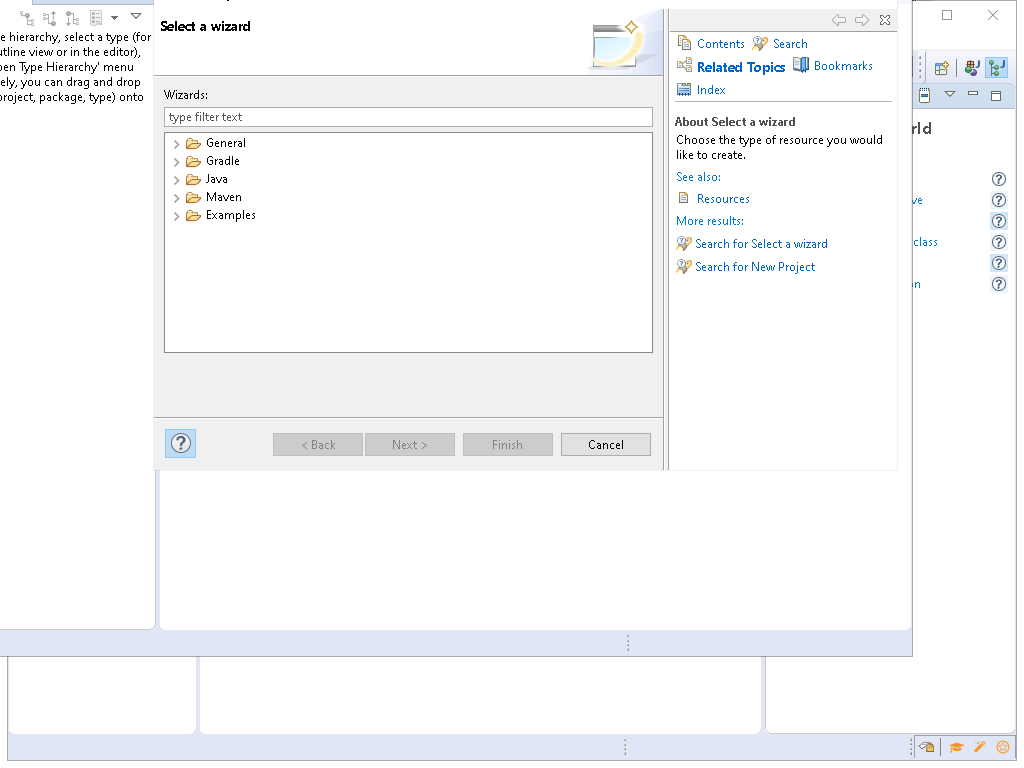 e hierarchy, select a type (for
utline view or in the editor),
pen Type Hierarchy' menu
ely, you can drag and drop
project, package, type) onto
Select a wizard
Wizards:
type filter text
General
Gradle
Java
Maven
Examples
?
< Back
Next >
Finish
Cancel
Contents
Search
Related Topics
Bookmarks
Index
About Select a wizard
Choose the type of resource you would
like to create.
See also:
Resources
More results:
Search for Select a wizard
Search for New Project
rld
?
ve
?
?
class
?
?
on
?